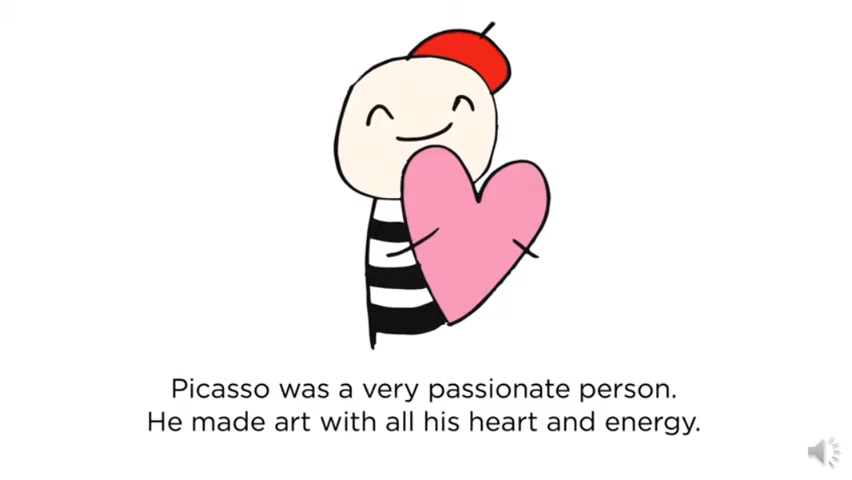 Picasso was a very passionate person.
He made art with all his heart and energy.